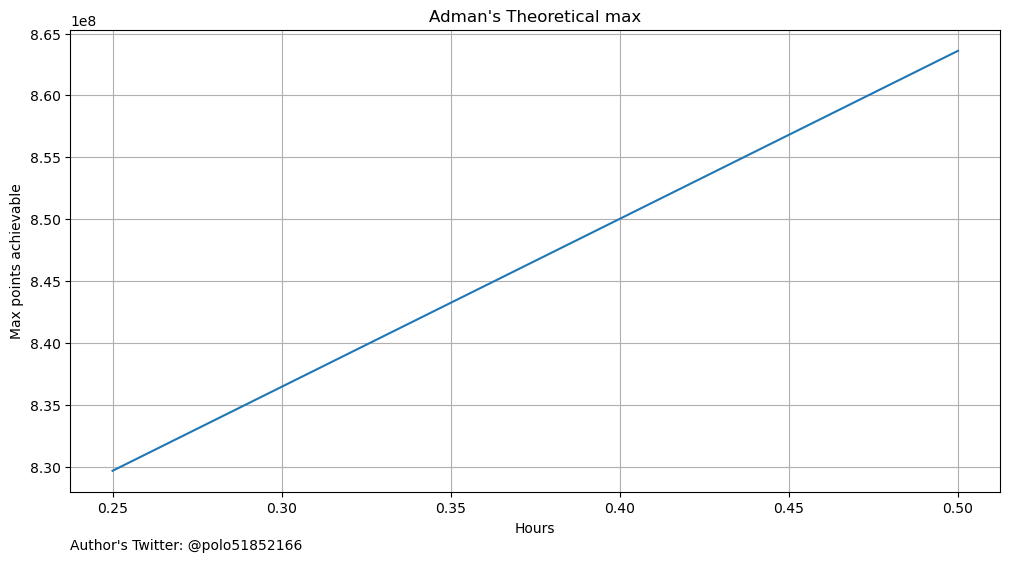 Adman's Theoretical max
1e8
8.65
8.60
8.55
8.50
8.45
8.40
8.35
8.30
Max points achievable
0.25 0.30 0.35 0.40 0.45 0.50
Hours
Author's Twitter: @polo51852166